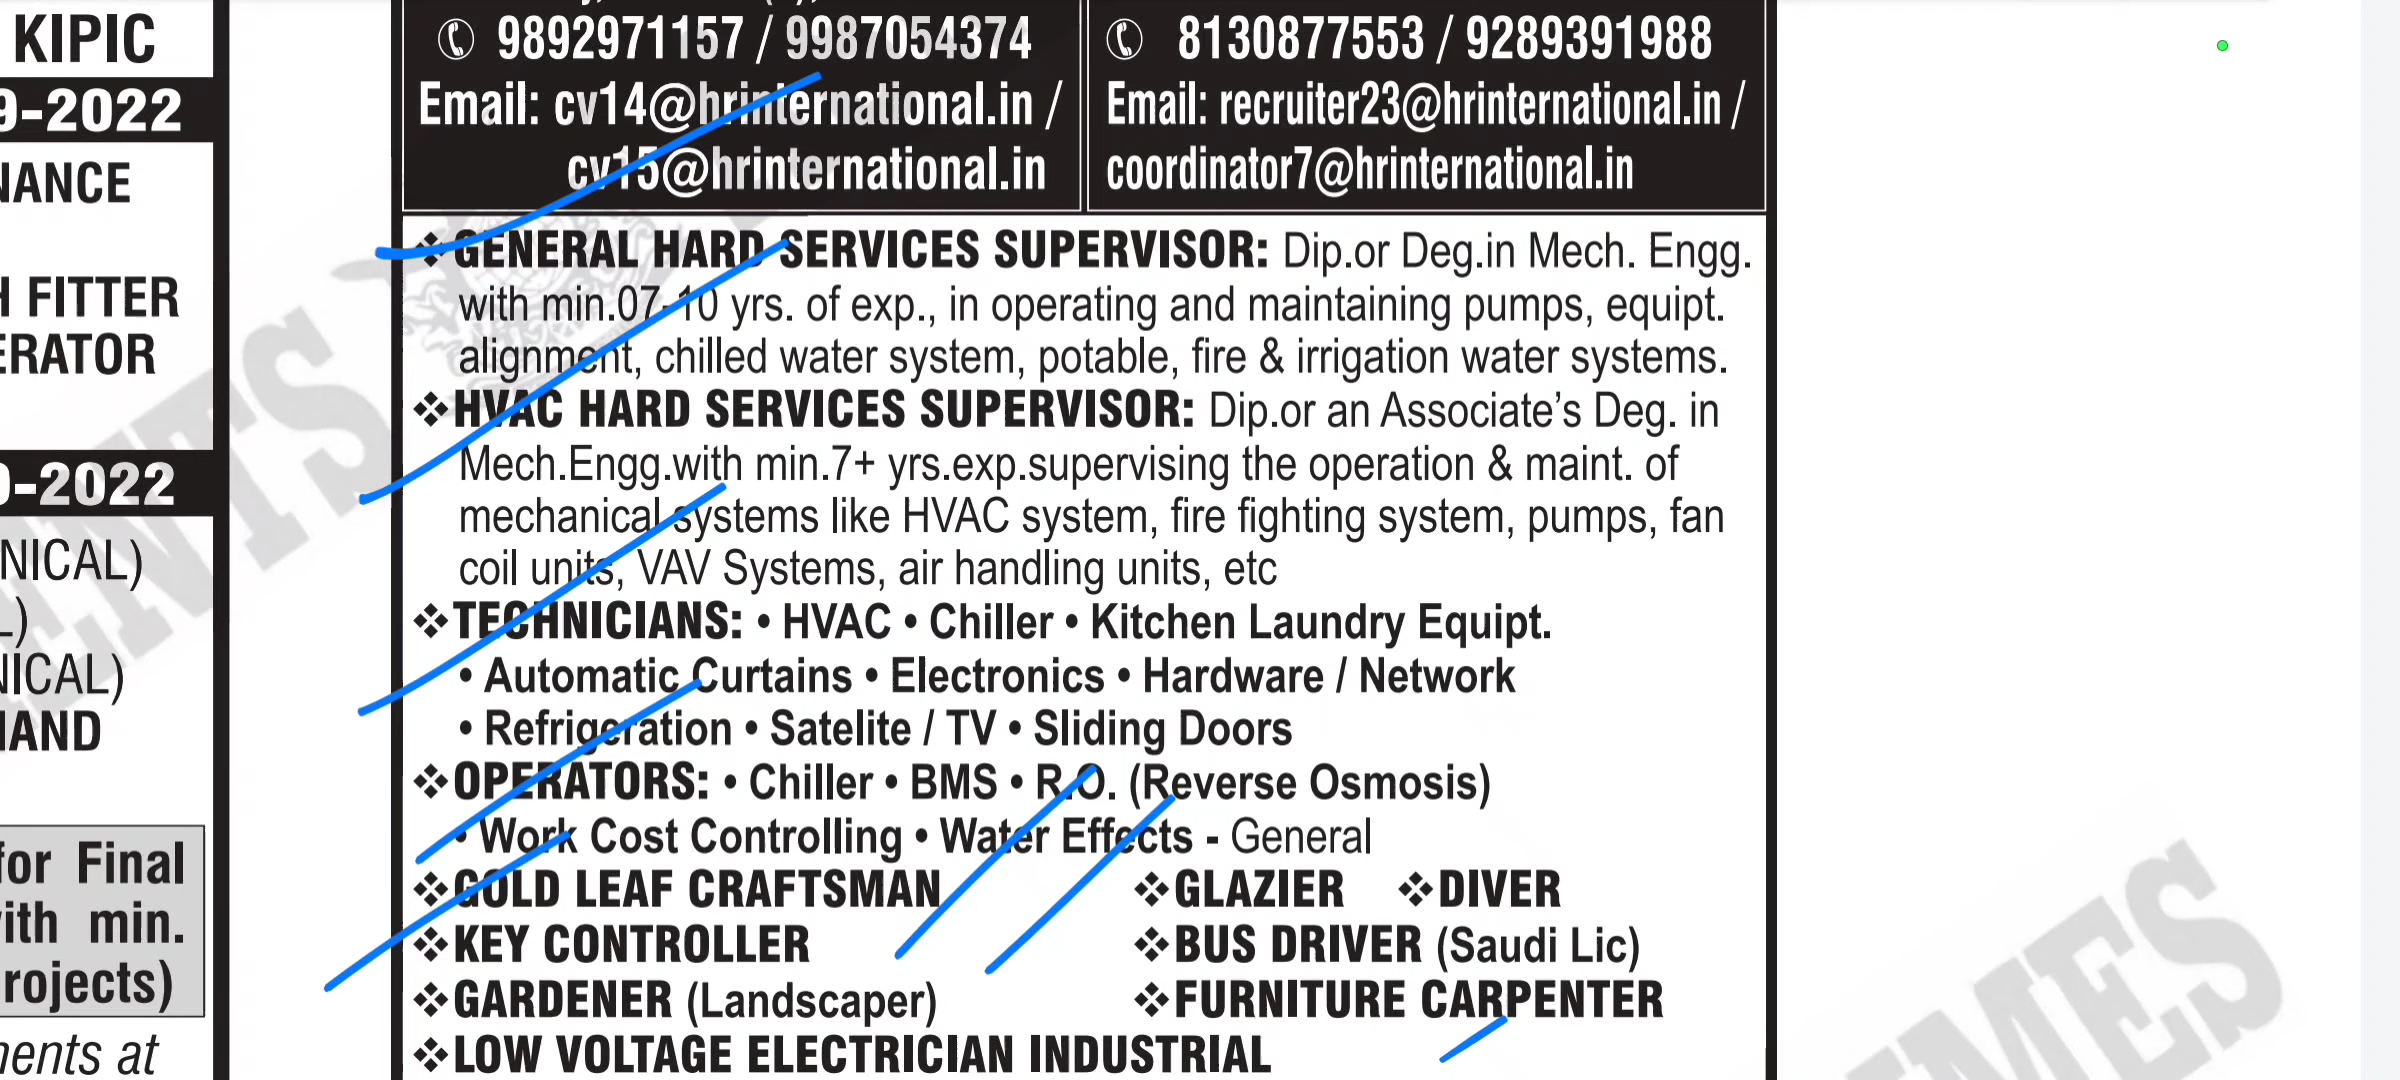 KIPIC
9-2022
NANCE
H FITTER
ERATOR
0-2022
NICAL)
L)
NICAL)
HAND
for Final
with min.
rojects)
ments at
9892971157 / 9987054374
Email: cv14@hrinternational.in /
cv15@hrinternational.in
8130877553 / 9289391988
Email: recruiter23@hrinternational.in /
coordinator7@hrinternational.in
❖GENERAL HARD SERVICES SUPERVISOR: Dip.or Deg.in Mech. Engg.
with min.07-10 yrs. of exp., in operating and maintaining pumps, equipt.
alignment, chilled water system, potable, fire & irrigation water systems.
❖HVAC HARD SERVICES SUPERVISOR: Dip.or an Associate's Deg. in
Mech.Engg.with min.7+ yrs.exp.supervising the operation & maint. of
mechanical systems like HVAC system, fire fighting system, pumps, fan
coil units, VAV Systems, air handling units, etc
❖TECHNICIANS: • HVAC • Chiller • Kitchen Laundry Equipt.
• Automatic Curtains • Electronics • Hardware / Network
• Refrigeration • Satelite / TV • Sliding Doors
❖OPERATORS: • Chiller • BMS • R.O. (Reverse Osmosis)
• Work Cost Controlling • Water Effects - General
❖GOLD LEAF CRAFTSMAN ❖GLAZIER ❖DIVER
❖KEY CONTROLLER ❖BUS DRIVER (Saudi Lic)
❖GARDENER (Landscaper) ❖FURNITURE CARPENTER
❖LOW VOLTAGE ELECTRICIAN INDUSTRIAL